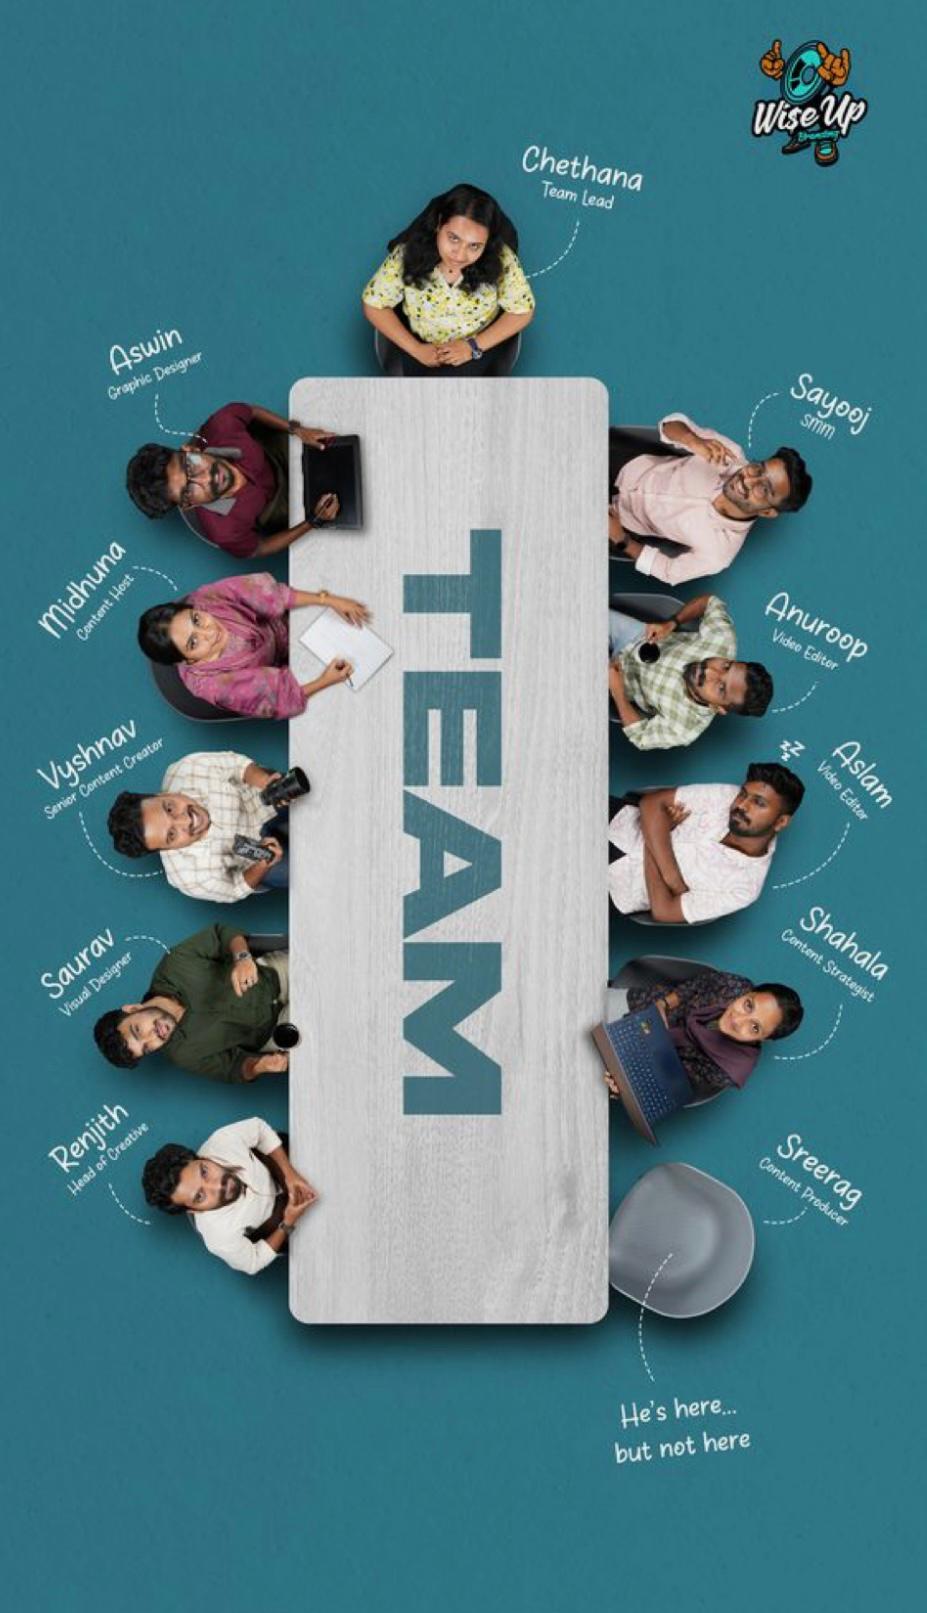 Wise Up
Branding
Chethana
Team Lead
Aswin
Graphic Designer
Sayooj
SMM
Midhuna
Content Host
Anuroop
Video Editor
Vyshnav
Senior Content Creator
zzz
Aslam
Video Editor
Saurav
Visual Designer
Shahala
Content Strategist
Renjith
Head of Creative
Sreerag
Content Producer
TEAM
He's here...
but not here